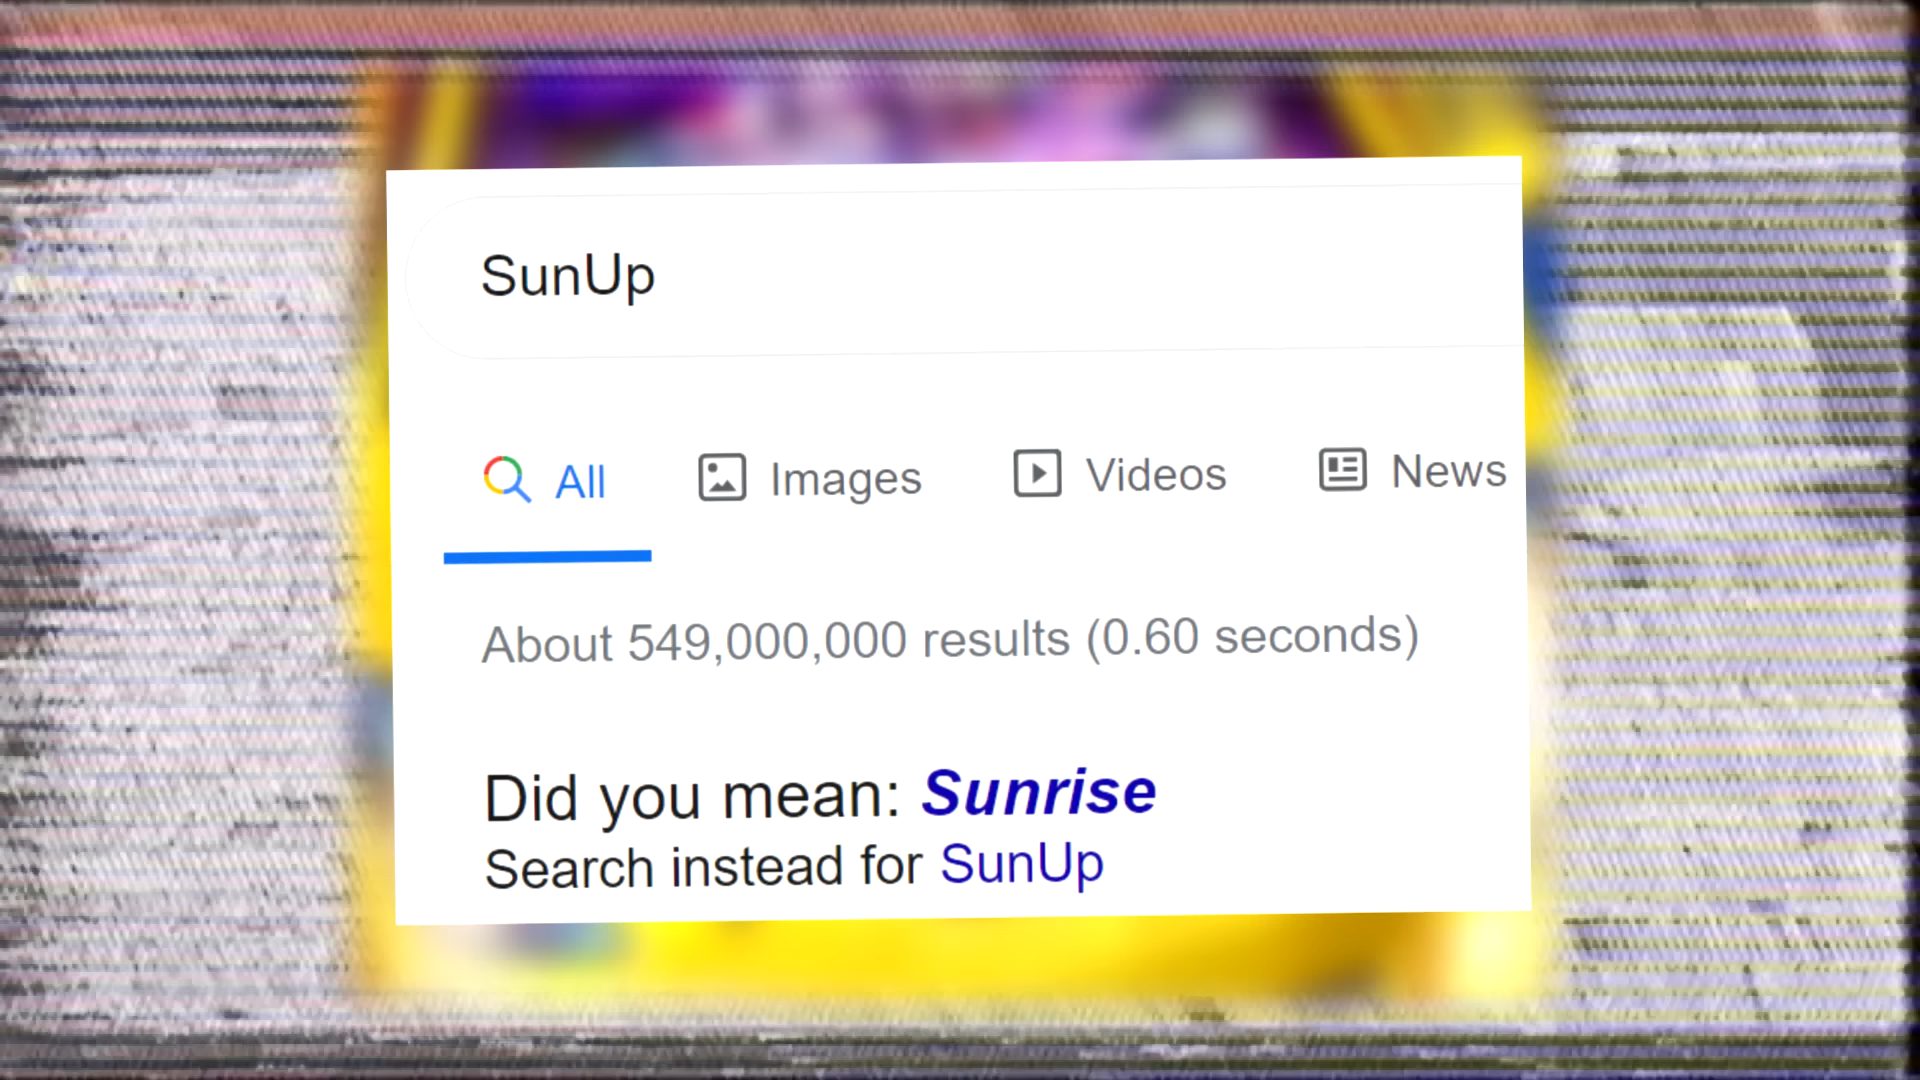 SunUp
All Images Videos News
About 549,000,000 results (0.60 seconds)
Did you mean: Sunrise
Search instead for SunUp